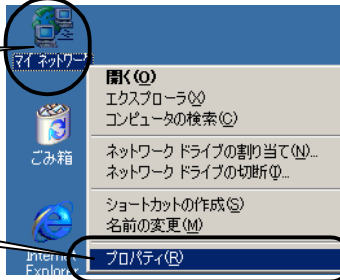 マイ ネットワーク
開く(O)
エクスプローラ(X)
コンピュータの検索(C)
ごみ箱
ネットワーク ドライブの割り当て(N)...
ネットワーク ドライブの切断(I)...
ショートカットの作成(S)
名前の変更(M)
Internet
Explorer
プロパティ(R)